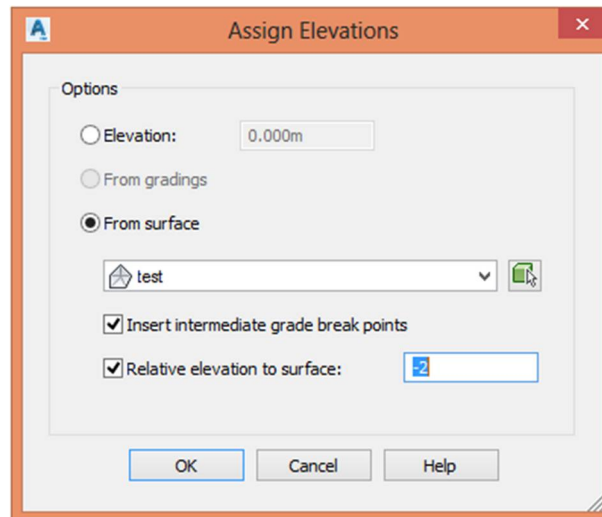 Assign Elevations
Options
Elevation: 0.000m
From gradings
From surface
test
Insert intermediate grade break points
Relative elevation to surface: -2
OK Cancel Help